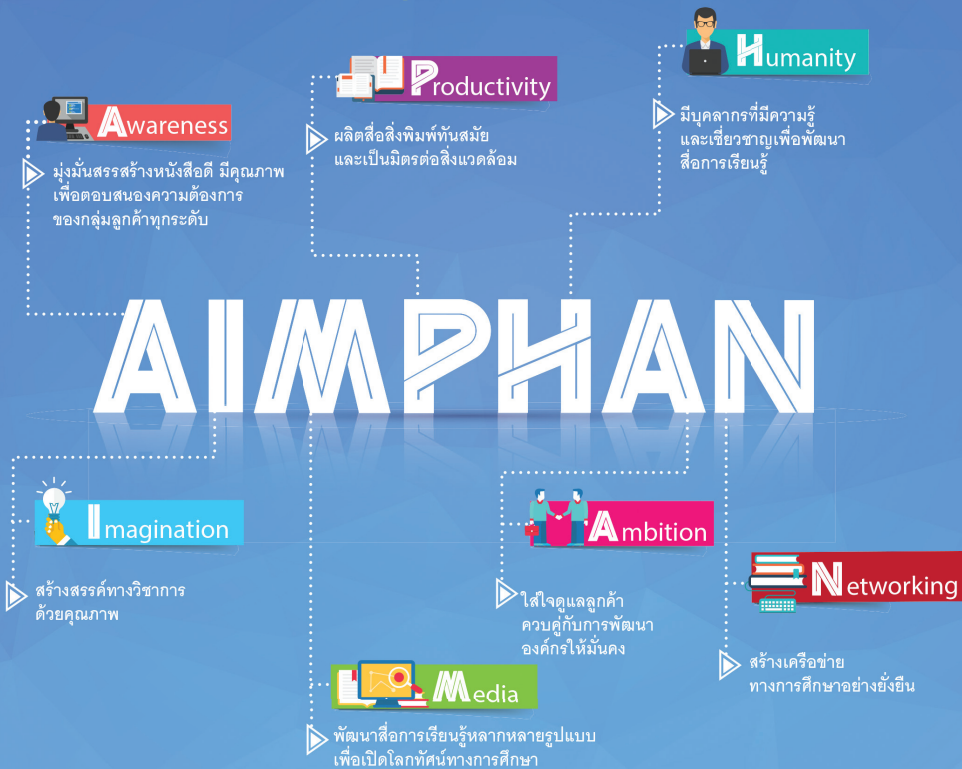 Awareness
มุ่งมั่นสรรสร้างหนังสือดี มีคุณภาพ
เพื่อตอบสนองความต้องการ
ของกลุ่มลูกค้าทุกระดับ
Productivity
ผลิตสื่อสิ่งพิมพ์ทันสมัย
และเป็นมิตรต่อสิ่งแวดล้อม
Humanity
มีบุคลากรที่มีความรู้
และเชี่ยวชาญเพื่อพัฒนา
สื่อการเรียนรู้
AIMPHAN
Imagination
สร้างสรรค์ทางวิชาการ
ด้วยคุณภาพ
Media
พัฒนาสื่อการเรียนรู้หลากหลายรูปแบบ
เพื่อเปิดโลกทัศน์ทางการศึกษา
Ambition
ใส่ใจดูแลลูกค้า
ควบคู่กับการพัฒนา
องค์กรให้มั่นคง
Networking
สร้างเครือข่าย
ทางการศึกษาอย่างยั่งยืน